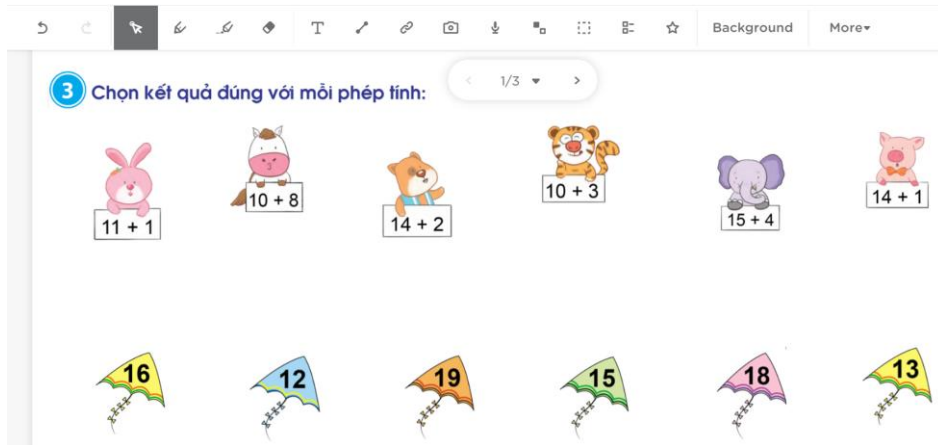 T Background More
1/3
3 Chọn kết quả đúng với mỗi phép tính:
11 + 1
10 + 8
14 + 2
10 + 3
15 + 4
14 + 1
16
12
19
15
18
13